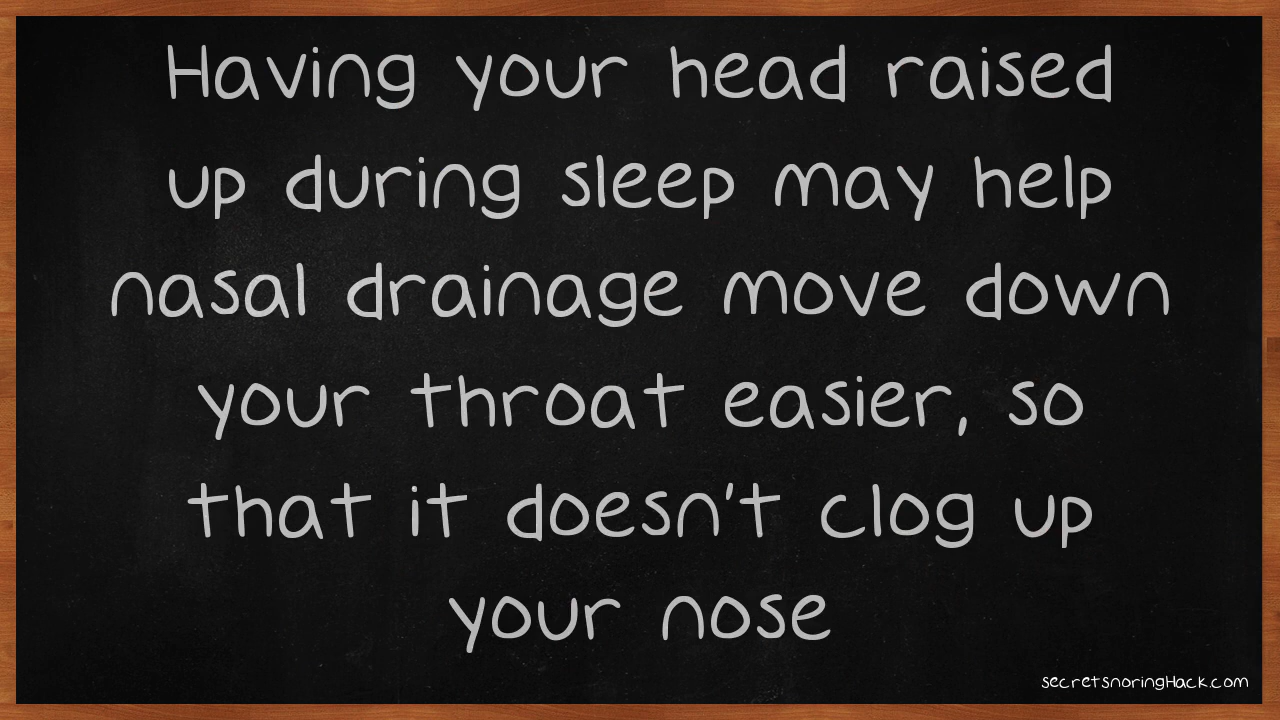 Having your head raised
up during sleep may help
nasal drainage move down
your throat easier, so
that it doesn't clog up
your nose
secretsnoringHack.com